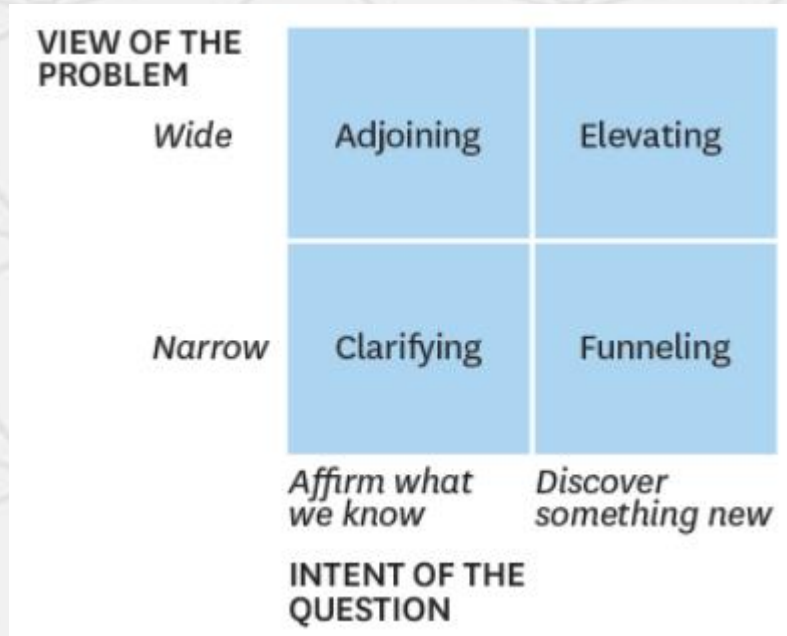 VIEW OF THE
PROBLEM
Wide
Adjoining
Elevating
Narrow
Clarifying
Funneling
Affirm what
we know
Discover
something new
INTENT OF THE
QUESTION